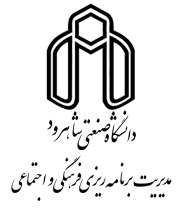 دانشگاه صنعتی شاهرود
مدیریت برنامه ریزی فرهنگی و اجتماعی